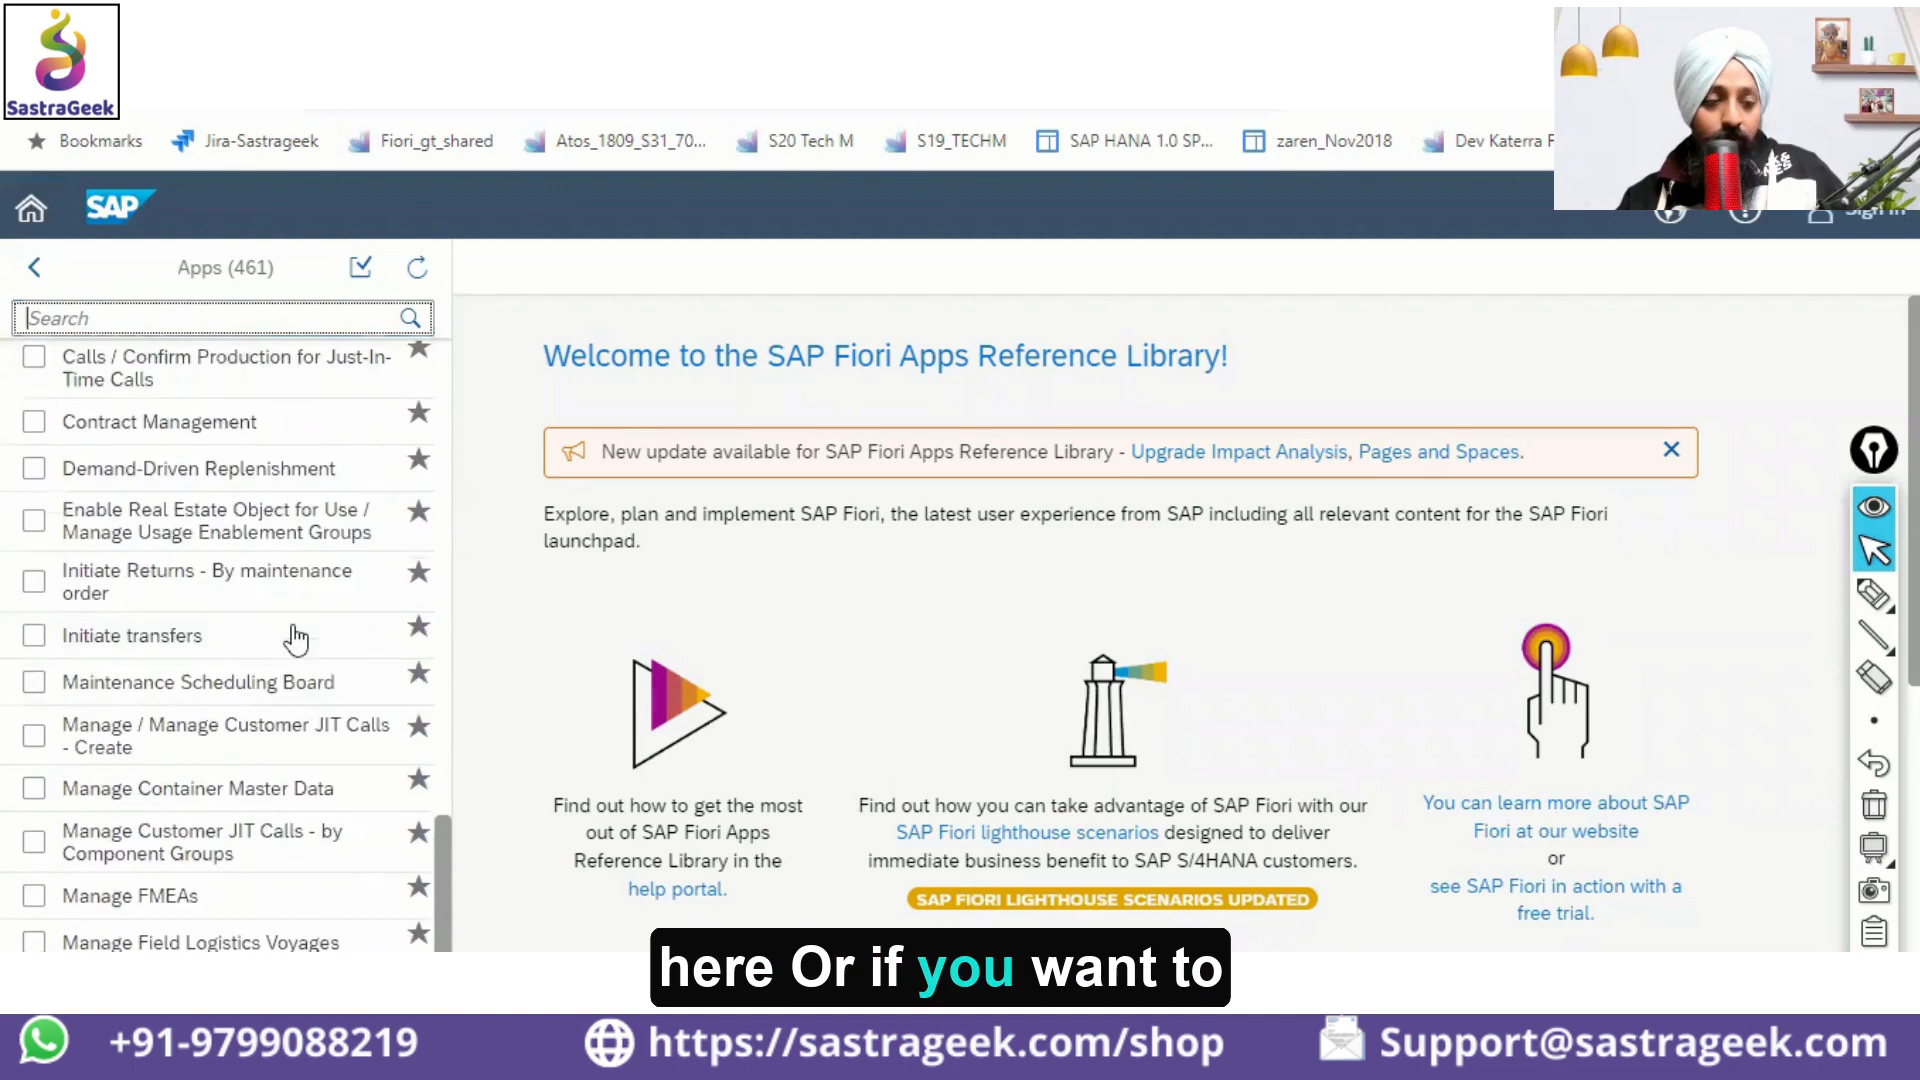 SastraGeek
Bookmarks
Jira-Sastrageek
Fiori_gt_shared
Atos_1809_S31_70...
S20 Tech M
S19_TECHM
SAP HANA 1.0 SP...
zaren_Nov2018
Dev Katerra F
SAP
Sign In
Apps (461)
Search
Calls / Confirm Production for Just-In-
Time Calls
Contract Management
Demand-Driven Replenishment
Enable Real Estate Object for Use /
Manage Usage Enablement Groups
Initiate Returns - By maintenance
order
Initiate transfers
Maintenance Scheduling Board
Manage / Manage Customer JIT Calls
- Create
Manage Container Master Data
Manage Customer JIT Calls - by
Component Groups
Manage FMEAs
Manage Field Logistics Voyages
Welcome to the SAP Fiori Apps Reference Library!
New update available for SAP Fiori Apps Reference Library - Upgrade Impact Analysis, Pages and Spaces.
Explore, plan and implement SAP Fiori, the latest user experience from SAP including all relevant content for the SAP Fiori
launchpad.
Find out how to get the most
out of SAP Fiori Apps
Reference Library in the
help portal.
Find out how you can take advantage of SAP Fiori with our
SAP Fiori lighthouse scenarios designed to deliver
immediate business benefit to SAP S/4HANA customers.
SAP FIORI LIGHTHOUSE SCENARIOS UPDATED
You can learn more about SAP
Fiori at our website
or
see SAP Fiori in action with a
free trial.
here Or if you want to
+91-9799088219
https://sastrageek.com/shop
Support@sastrageek.com